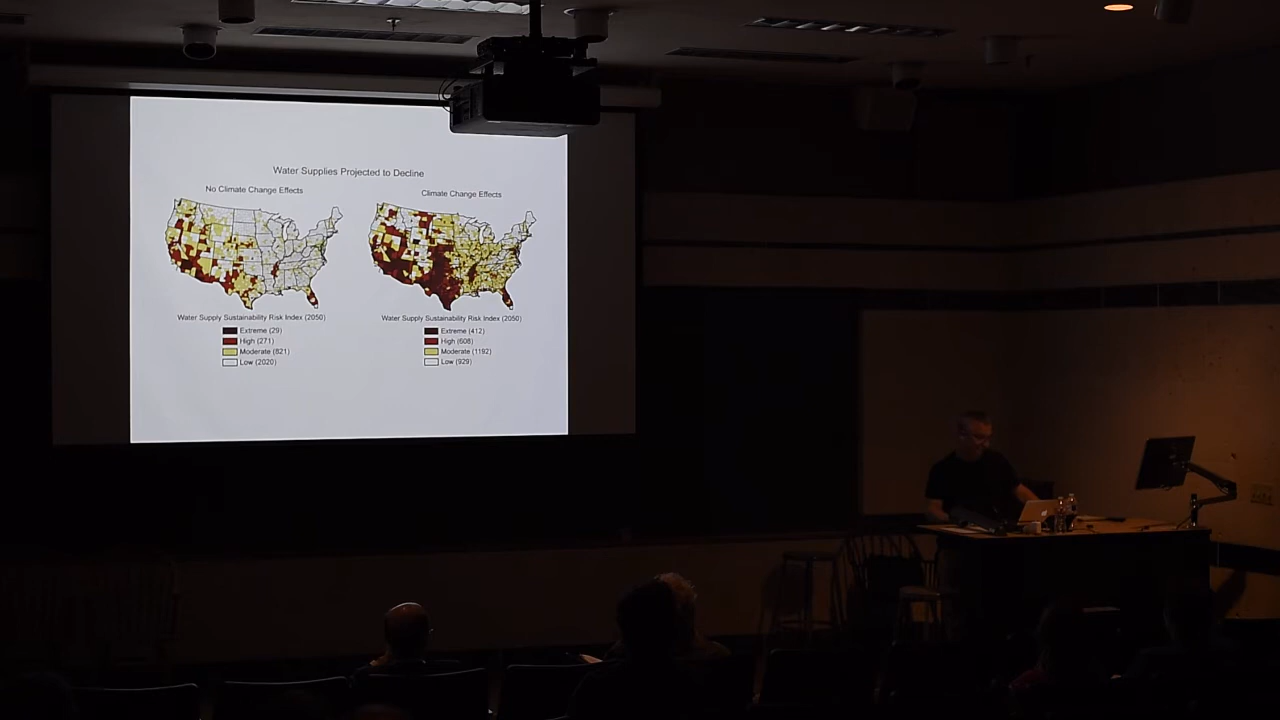 Water Supplies Projected to Decline
No Climate Change Effects
Climate Change Effects
Water Supply Sustainability Risk Index (2050)
Extreme (29)
High (271)
Moderate (821)
Low (2020)
Water Supply Sustainability Risk Index (2050)
Extreme (412)
High (608)
Moderate (1192)
Low (929)